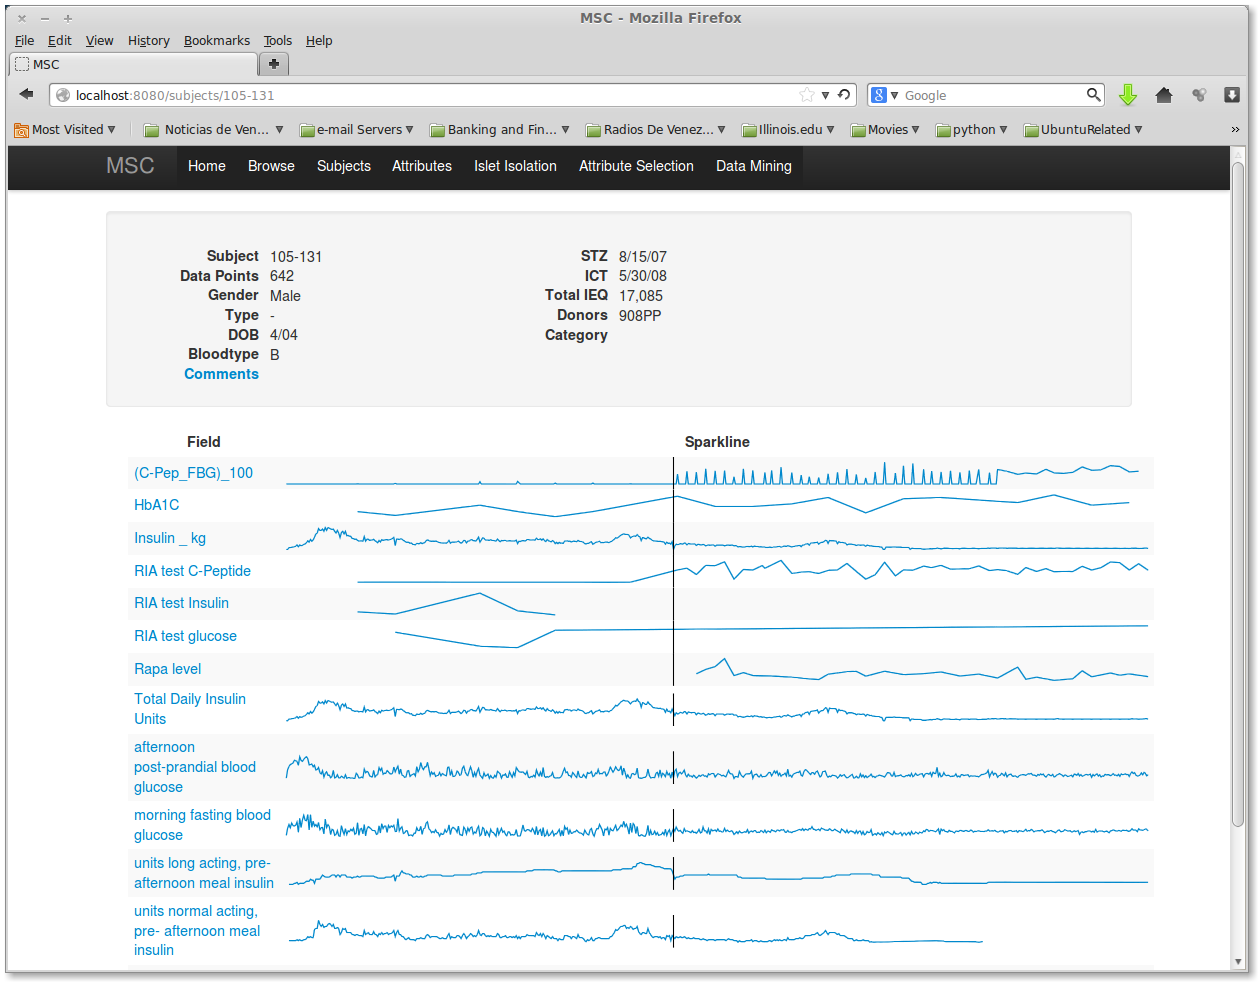 MSC - Mozilla Firefox
File Edit View History Bookmarks Tools Help
MSC
localhost:8080/subjects/105-131
Google
Most Visited Noticias de Ven... e-mail Servers Banking and Fin... Radios De Venez... Illinois.edu Movies python UbuntuRelated »
MSC Home Browse Subjects Attributes Islet Isolation Attribute Selection Data Mining
Subject 105-131 STZ 8/15/07
Data Points 642 ICT 5/30/08
Gender Male Total IEQ 17,085
Type - Donors 908PP
DOB 4/04 Category
Bloodtype B
Comments
Field Sparkline
(C-Pep_FBG)_100
HbA1C
Insulin _ kg
RIA test C-Peptide
RIA test Insulin
RIA test glucose
Rapa level
Total Daily Insulin
Units
afternoon
post-prandial blood
glucose
morning fasting blood
glucose
units long acting, pre-
afternoon meal insulin
units normal acting,
pre- afternoon meal
insulin